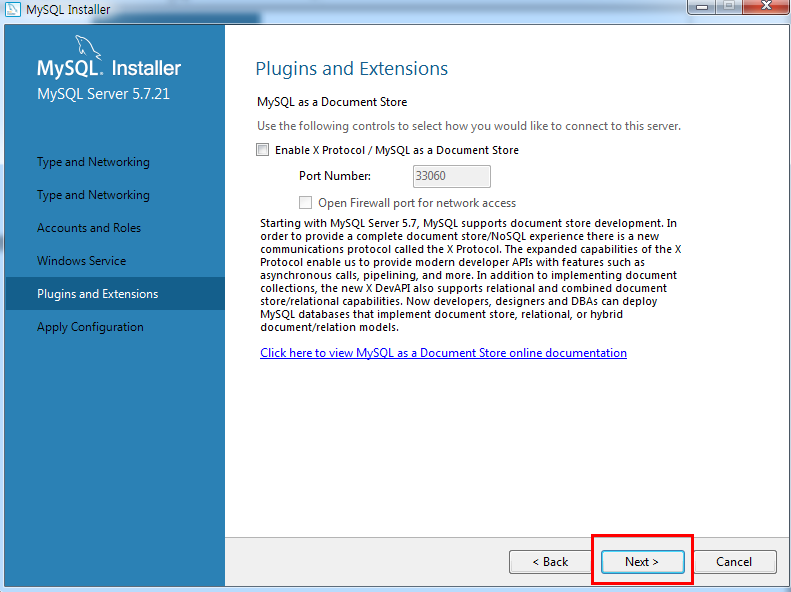 MySQL Installer
MySQL. Installer
MySQL Server 5.7.21
Type and Networking
Type and Networking
Accounts and Roles
Windows Service
Plugins and Extensions
Apply Configuration
Plugins and Extensions
MySQL as a Document Store
Use the following controls to select how you would like to connect to this server.
Enable X Protocol / MySQL as a Document Store
Port Number: 33060
Open Firewall port for network access
Starting with MySQL Server 5.7, MySQL supports document store development. In
order to provide a complete document store/NoSQL experience there is a new
communications protocol called the X Protocol. The expanded capabilities of the X
Protocol enable us to provide modern developer APIs with features such as
asynchronous calls, pipelining, and more. In addition to implementing document
collections, the new X DevAPI also supports relational and combined document
store/relational capabilities. Now developers, designers and DBAs can deploy
MySQL databases that implement document store, relational, or hybrid
document/relation models.
Click here to view MySQL as a Document Store online documentation
< Back
Next >
Cancel